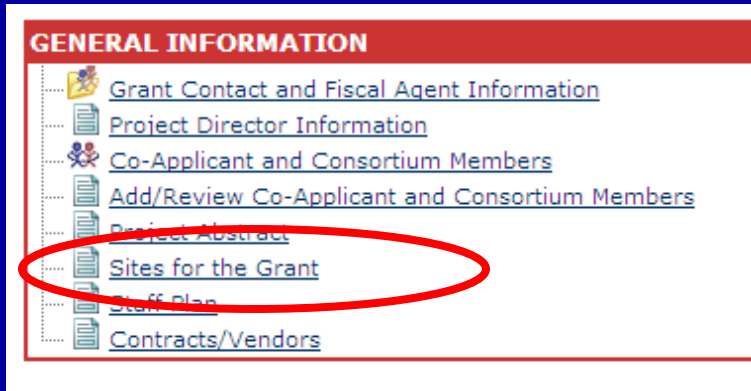 GENERAL INFORMATION
Grant Contact and Fiscal Agent Information
Project Director Information
Co-Applicant and Consortium Members
Add/Review Co-Applicant and Consortium Members
Project Abstract
Sites for the Grant
Staff Plan
Contracts/Vendors